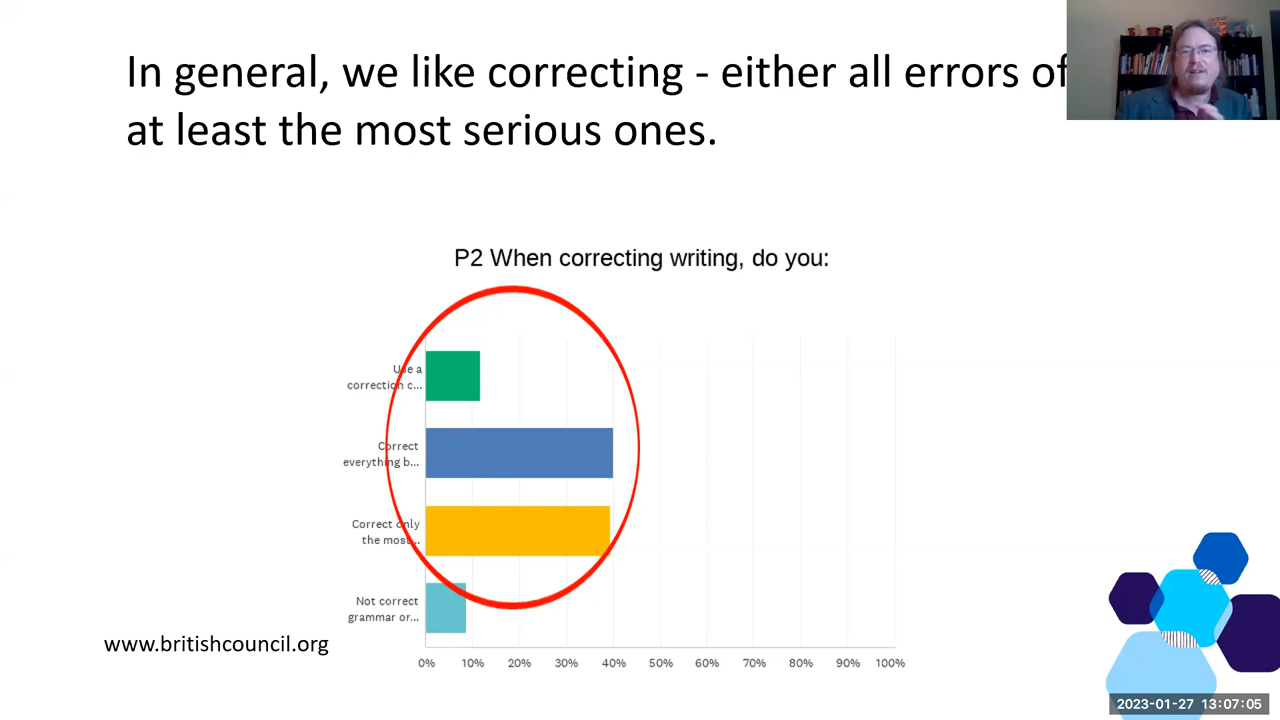 In general, we like correcting - either all errors of
at least the most serious ones.
P2 When correcting writing, do you:
Use a
correction c...
Correct
everything b...
Correct only
the most...
Not correct
grammar or...
0% 10% 20% 30% 40% 50% 60% 70% 80% 90% 100%
www.britishcouncil.org
2023-01-27 13:07:05